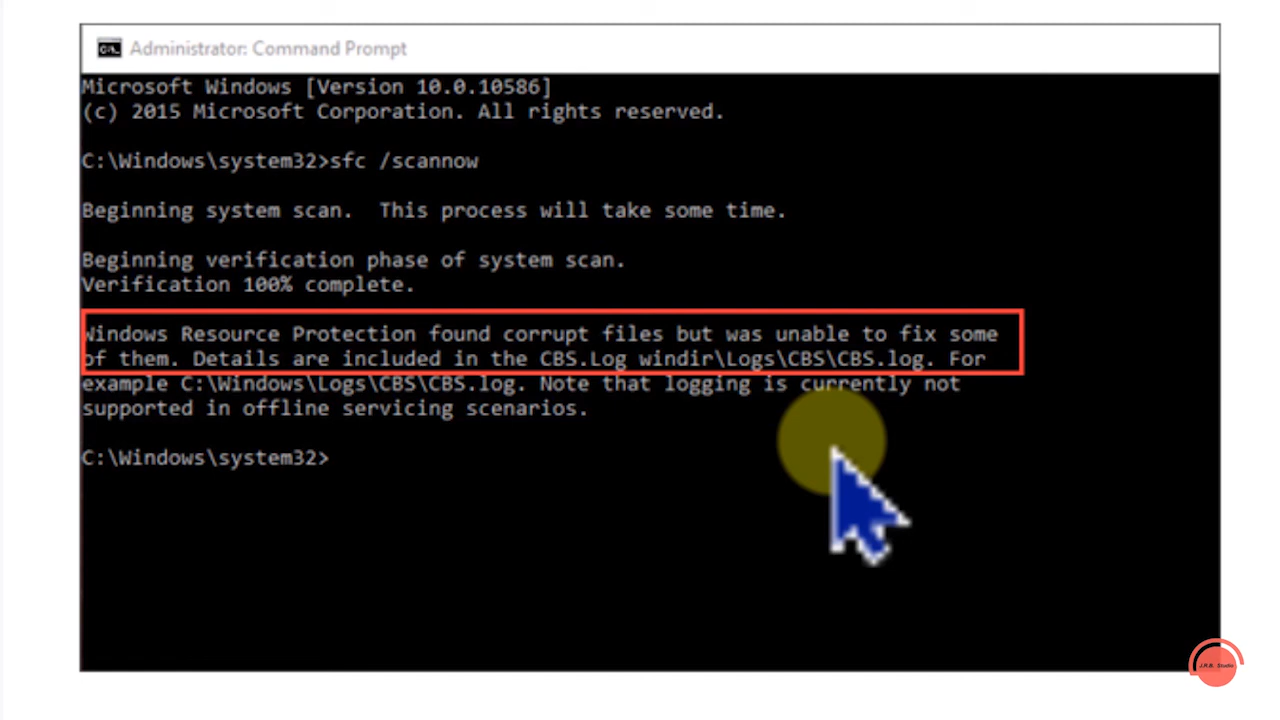 Administrator: Command Prompt
Microsoft Windows [Version 10.0.10586]
(c) 2015 Microsoft Corporation. All rights reserved.
C:\Windows\system32>sfc /scannow
Beginning system scan.  This process will take some time.
Beginning verification phase of system scan.
Verification 100% complete.
Windows Resource Protection found corrupt files but was unable to fix some
of them. Details are included in the CBS.Log windir\Logs\CBS\CBS.log. For
example C:\Windows\Logs\CBS\CBS.log. Note that logging is currently not
supported in offline servicing scenarios.
C:\Windows\system32>
J.R.B. Studio